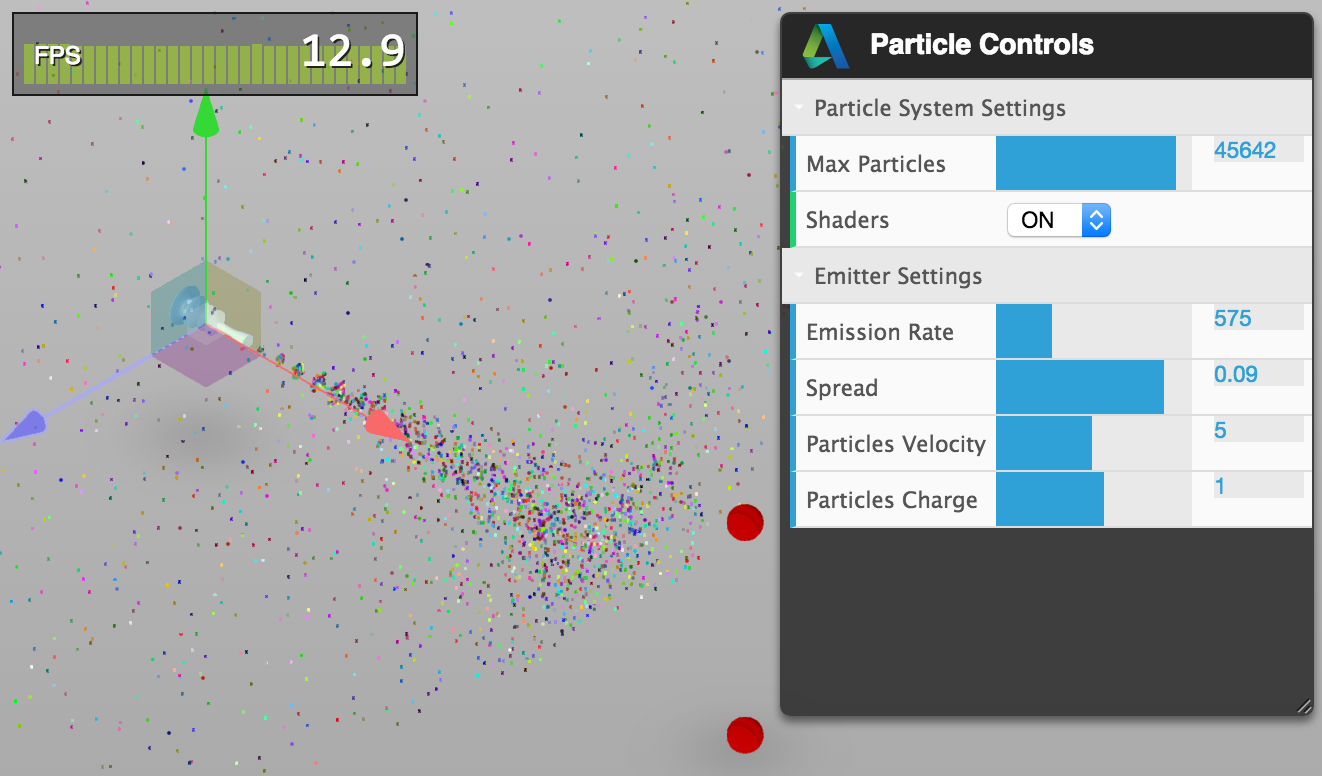 FPS 12.9
Particle Controls
Particle System Settings
Max Particles 45642
Shaders ON
Emitter Settings
Emission Rate 575
Spread 0.09
Particles Velocity 5
Particles Charge 1